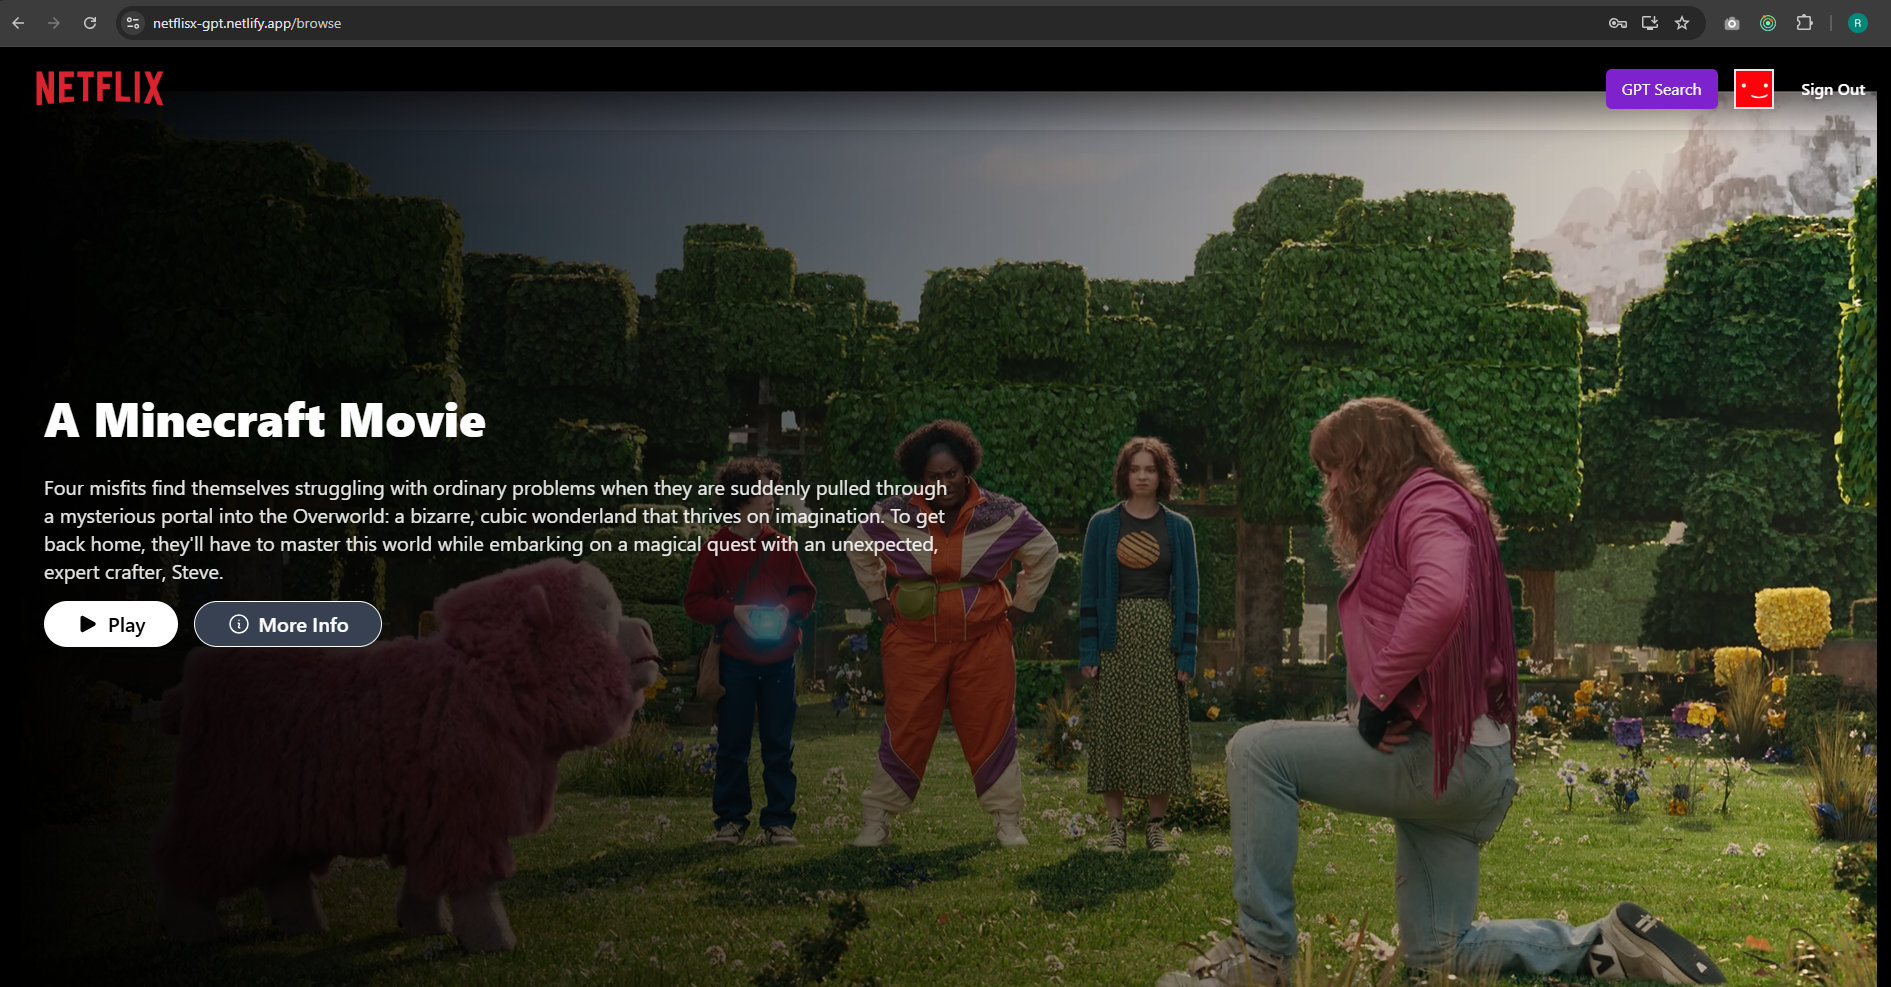 netflisx-gpt.netlify.app/browse
R
NETFLIX
GPT Search
Sign Out
A Minecraft Movie
Four misfits find themselves struggling with ordinary problems when they are suddenly pulled through
a mysterious portal into the Overworld: a bizarre, cubic wonderland that thrives on imagination. To get
back home, they'll have to master this world while embarking on a magical quest with an unexpected,
expert crafter, Steve.
Play
More Info